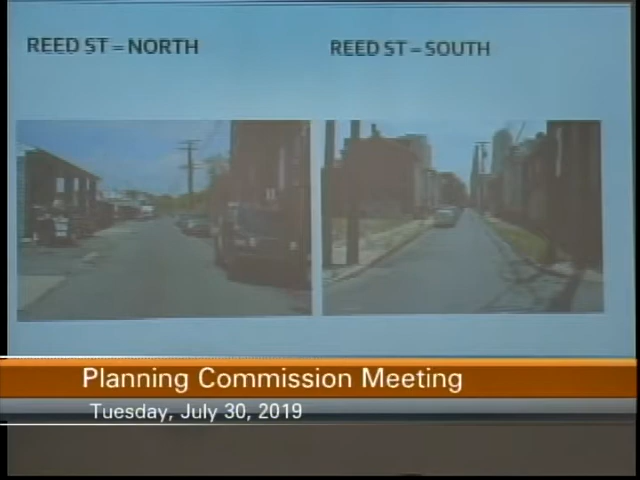 REED ST – NORTH
REED ST – SOUTH
Planning Commission Meeting
Tuesday, July 30, 2019